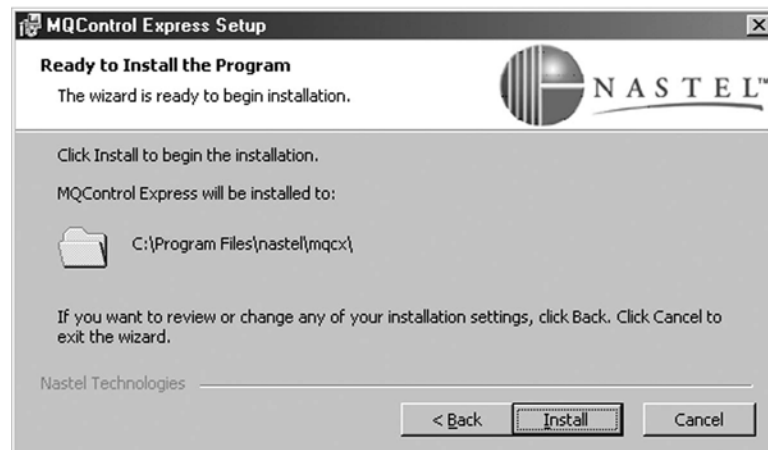 MQControl Express Setup
Ready to Install the Program
The wizard is ready to begin installation.
NASTEL™
Click Install to begin the installation.
MQControl Express will be installed to:
C:\Program Files\nastel\mqcx\
If you want to review or change any of your installation settings, click Back. Click Cancel to
exit the wizard.
Nastel Technologies
< Back
Install
Cancel